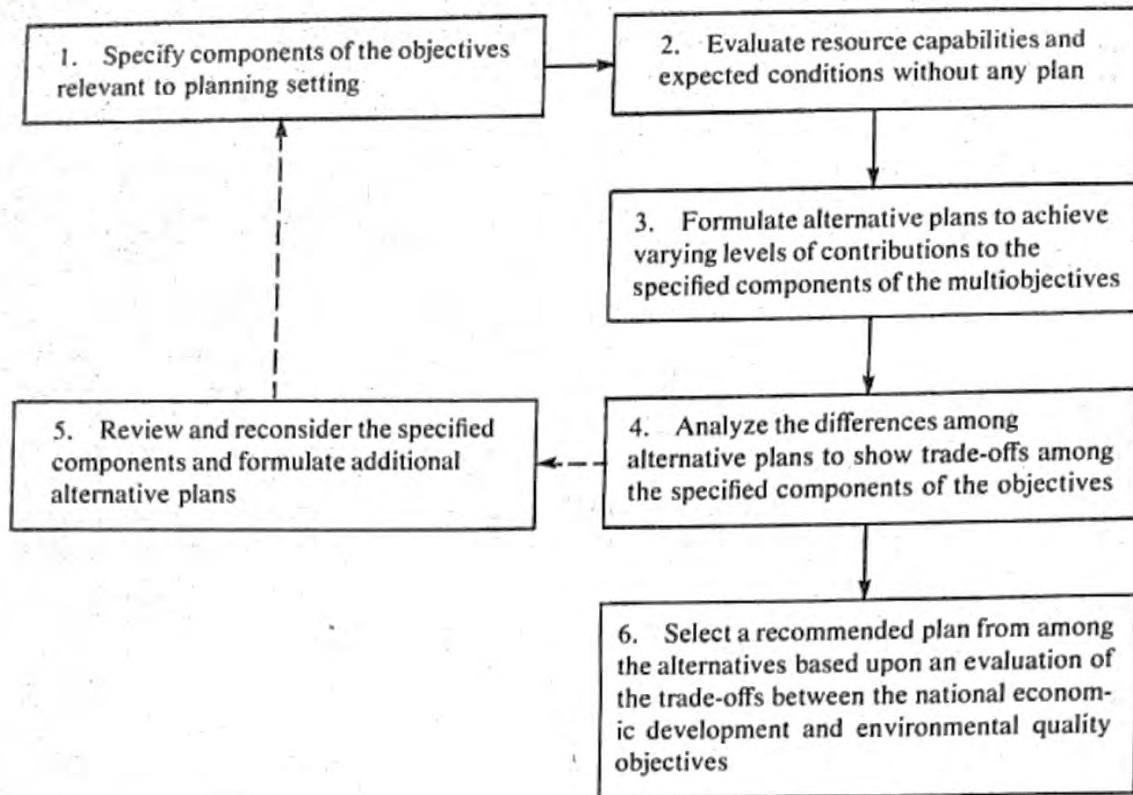 1. Specify components of the objectives
relevant to planning setting
2. Evaluate resource capabilities and
expected conditions without any plan
3. Formulate alternative plans to achieve
varying levels of contributions to the
specified components of the multiobjectives
4. Analyze the differences among
alternative plans to show trade-offs among
the specified components of the objectives
5. Review and reconsider the specified
components and formulate additional
alternative plans
6. Select a recommended plan from among
the alternatives based upon an evaluation of
the trade-offs between the national econom-
ic development and environmental quality
objectives